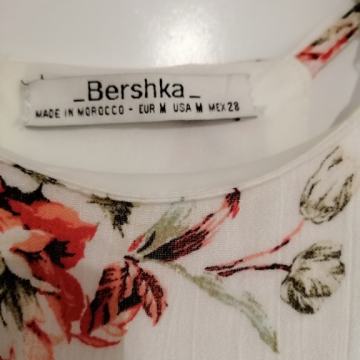 _Bershka_
MADE IN MOROCCO - EUR M USA M MEX 28